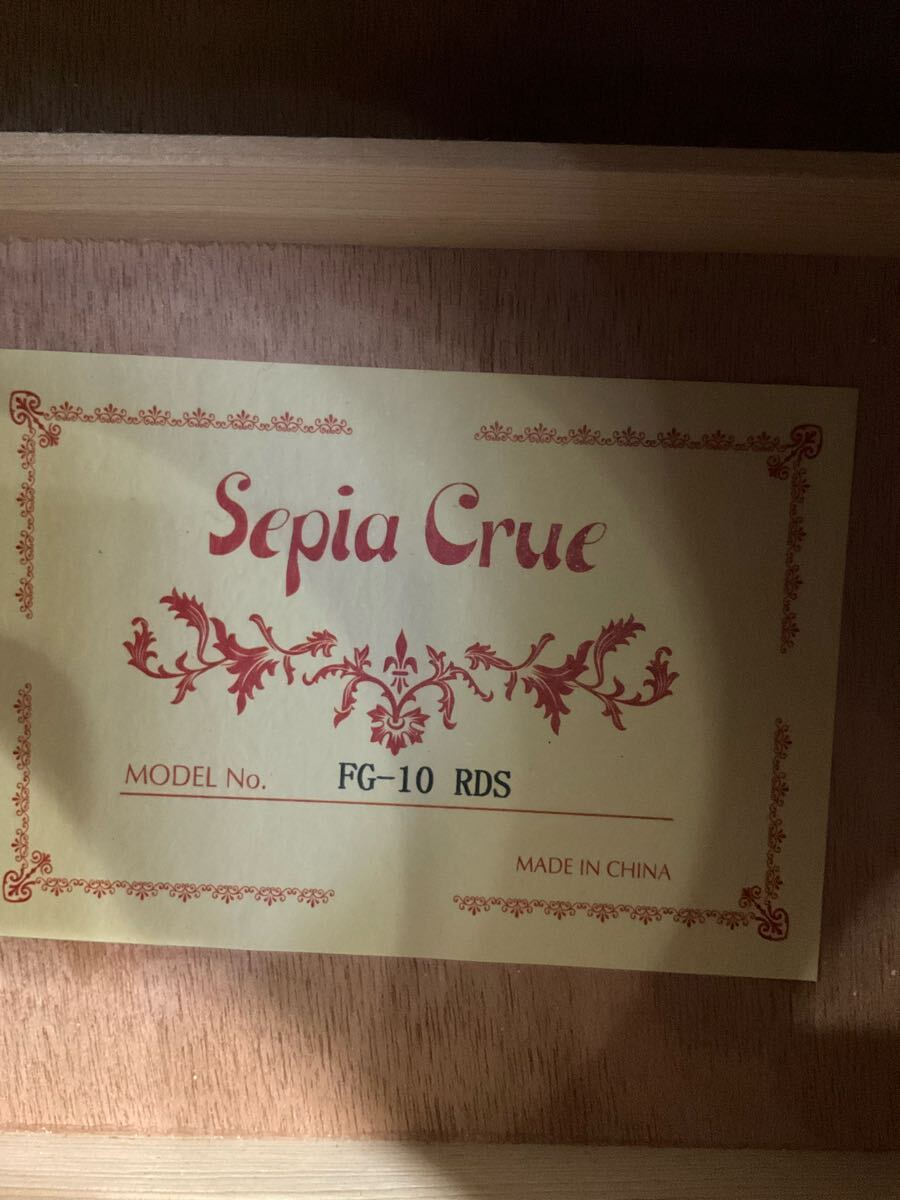 Sepia Crue
MODEL No. FG-10 RDS
MADE IN CHINA